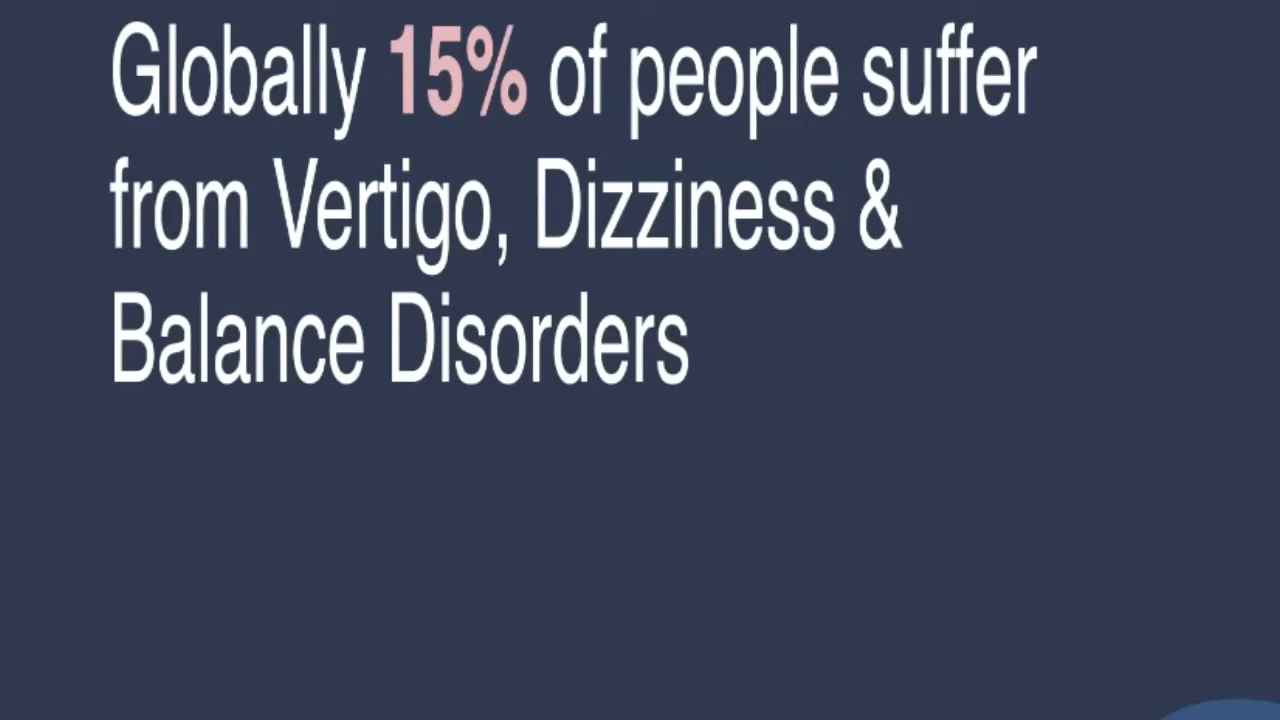 Globally 15% of people suffer
from Vertigo, Dizziness &
Balance Disorders